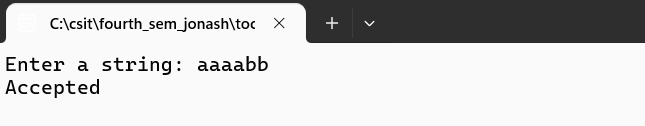 C:\csit\fourth_sem_jonash\toc
Enter a string: aaaabb
Accepted